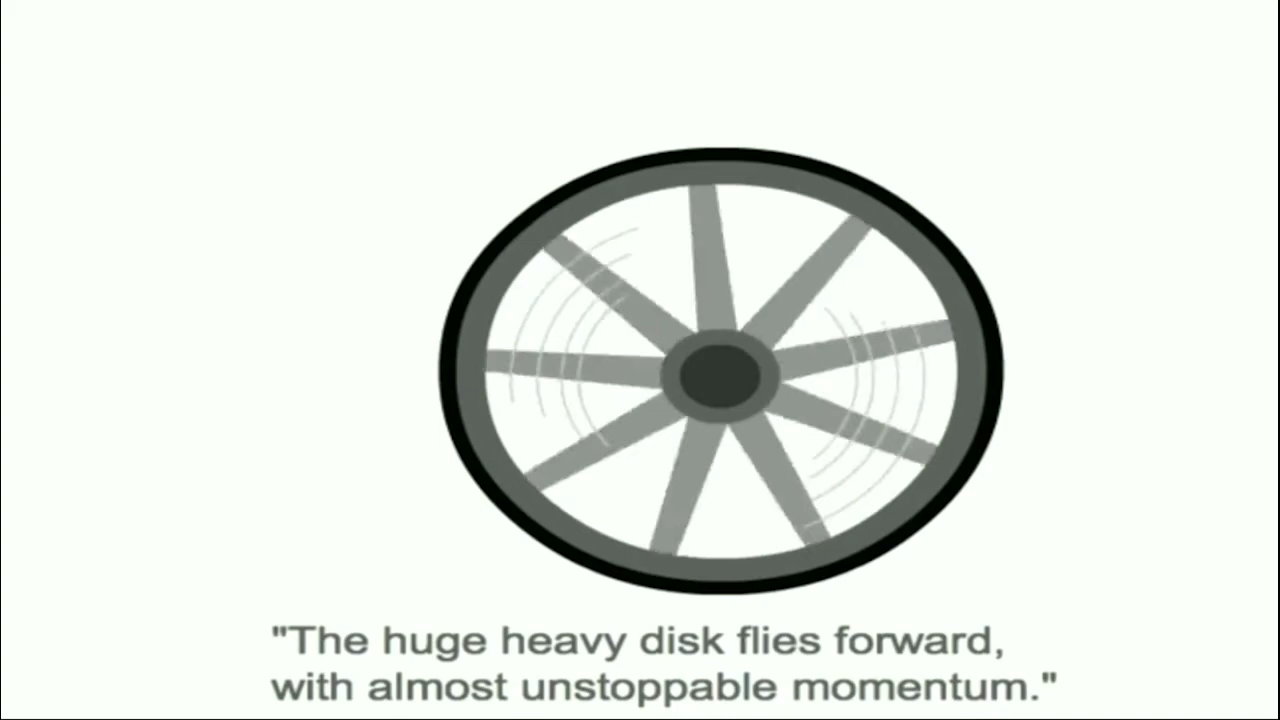 "The huge heavy disk flies forward,
with almost unstoppable momentum."